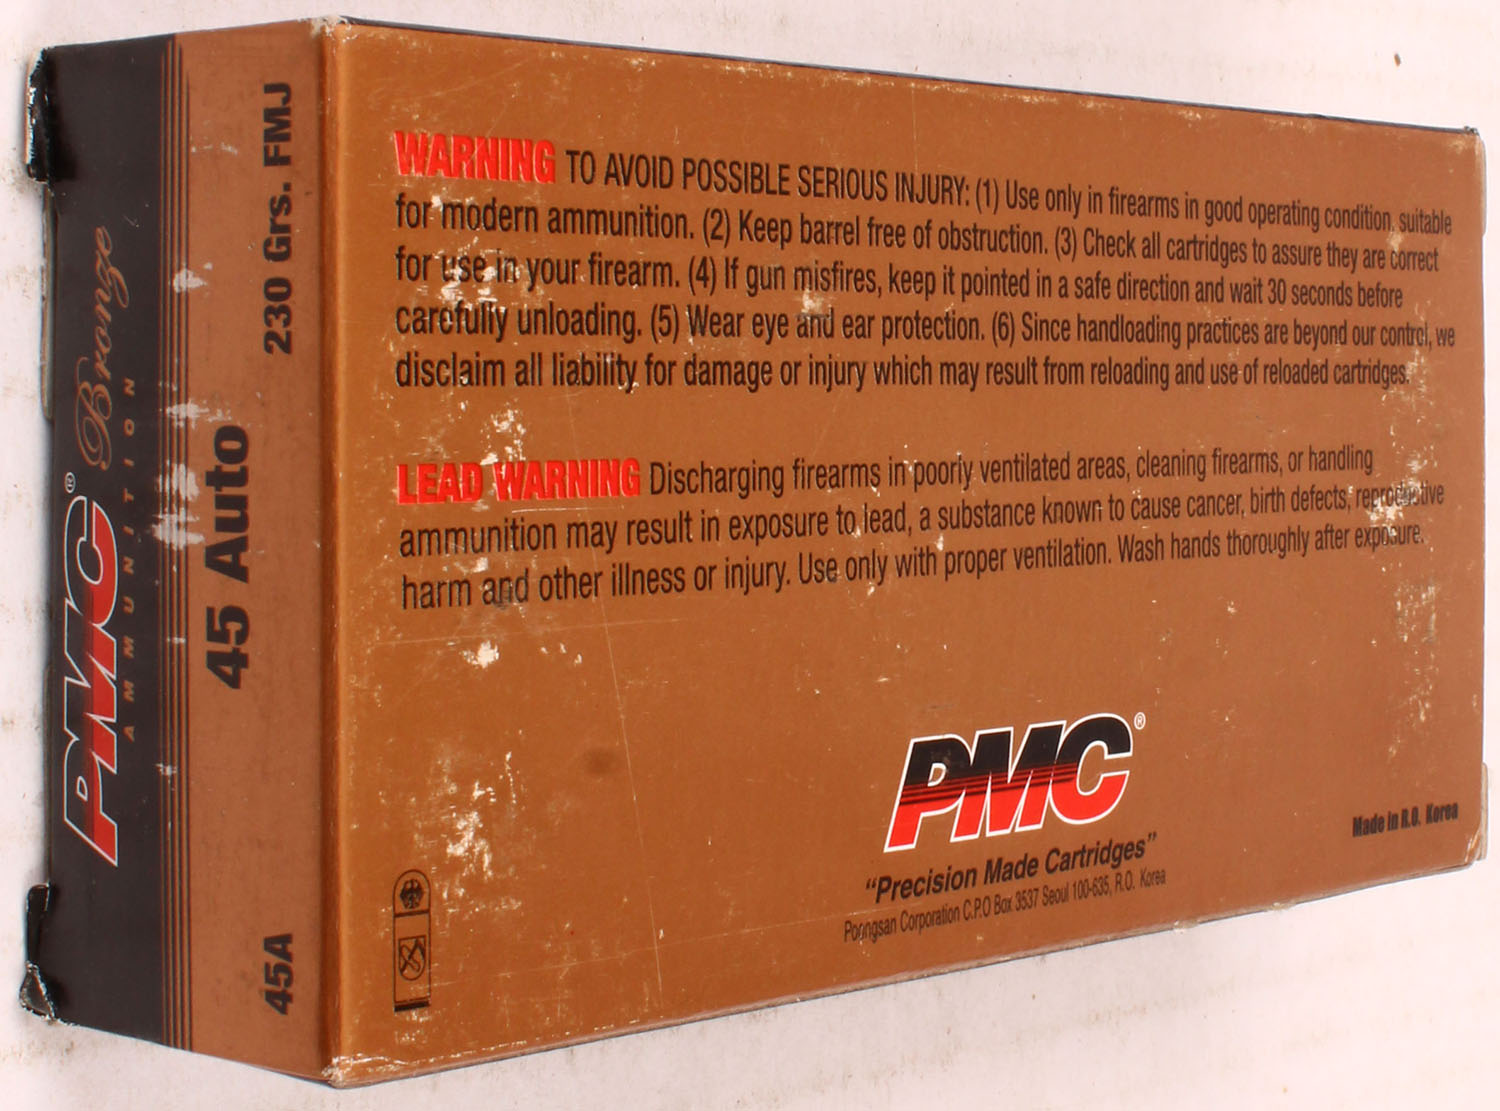 PMC® Bronze
AMMUNITION
45A 45 Auto 230 Grs. FMJ
WARNING TO AVOID POSSIBLE SERIOUS INJURY: (1) Use only in firearms in good operating condition, suitable
for modern ammunition. (2) Keep barrel free of obstruction. (3) Check all cartridges to assure they are correct
for use in your firearm. (4) If gun misfires, keep it pointed in a safe direction and wait 30 seconds before
carefully unloading. (5) Wear eye and ear protection. (6) Since handloading practices are beyond our control, we
disclaim all liability for damage or injury which may result from reloading and use of reloaded cartridges.
LEAD WARNING Discharging firearms in poorly ventilated areas, cleaning firearms, or handling
ammunition may result in exposure to lead, a substance known to cause cancer, birth defects, reproductive
harm and other illness or injury. Use only with proper ventilation. Wash hands thoroughly after exposure.
PMC®
"Precision Made Cartridges"
Poongsan Corporation C.P.O Box 3537 Seoul 100-635, R.O. Korea
Made in R.O. Korea